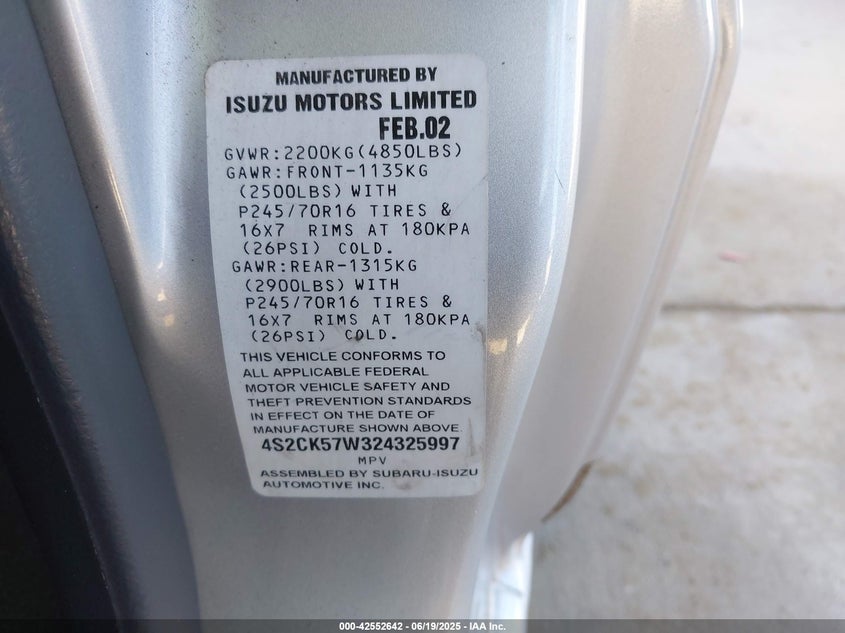 MANUFACTURED BY
ISUZU MOTORS LIMITED
FEB.02
GVWR:2200KG(4850LBS)
GAWR:FRONT-1135KG
(2500LBS) WITH
P245/70R16 TIRES &
16X7 RIMS AT 180KPA
(26PSI) COLD.
GAWR:REAR-1315KG
(2900LBS) WITH
P245/70R16 TIRES &
16X7 RIMS AT 180KPA
(26PSI) COLD.
THIS VEHICLE CONFORMS TO
ALL APPLICABLE FEDERAL
MOTOR VEHICLE SAFETY AND
THEFT PREVENTION STANDARDS
IN EFFECT ON THE DATE OF
MANUFACTURE SHOWN ABOVE
4S2CK57W324325997
MPV
ASSEMBLED BY SUBARU-ISUZU
AUTOMOTIVE INC.
000-42552642 - 06/19/2025 - IAA Inc.